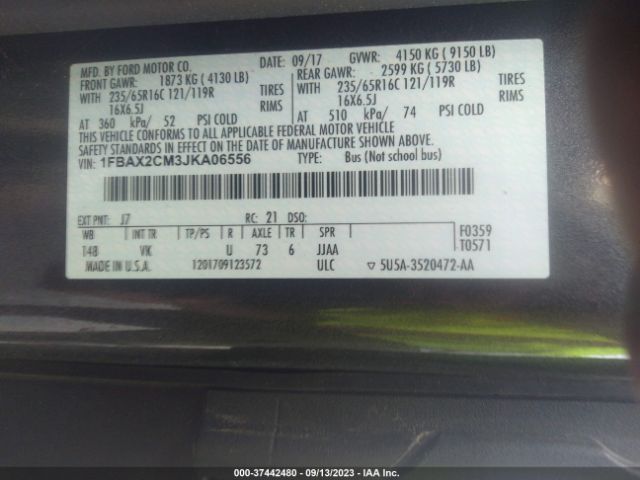 MFD. BY FORD MOTOR CO. DATE: 09/17 GVWR: 4150 KG ( 9150 LB)
FRONT GAWR: 1873 KG ( 4130 LB) REAR GAWR: 2599 KG ( 5730 LB)
WITH 235/65R16C 121/119R TIRES WITH 235/65R16C 121/119R TIRES
16X6.5J RIMS 16X6.5J RIMS
AT 360 kPa/ 52 PSI COLD AT 510 kPa/ 74 PSI COLD
THIS VEHICLE CONFORMS TO ALL APPLICABLE FEDERAL MOTOR VEHICLE
SAFETY STANDARDS IN EFFECT ON THE DATE OF MANUFACTURE SHOWN ABOVE.
VIN: 1FBAX2CM3JKA06556 TYPE: Bus (Not school bus)
EXT PNT: J7 RC: 21 DSO: F0359
WB INT TR TP/PS R AXLE TR SPR T0571
148 VK U 73 6 JJAA
MADE IN U.S.A. 1201709123572 ULC ▽ 5U5A-3520472-AA
000-37442480 - 09/13/2023 - IAA Inc.